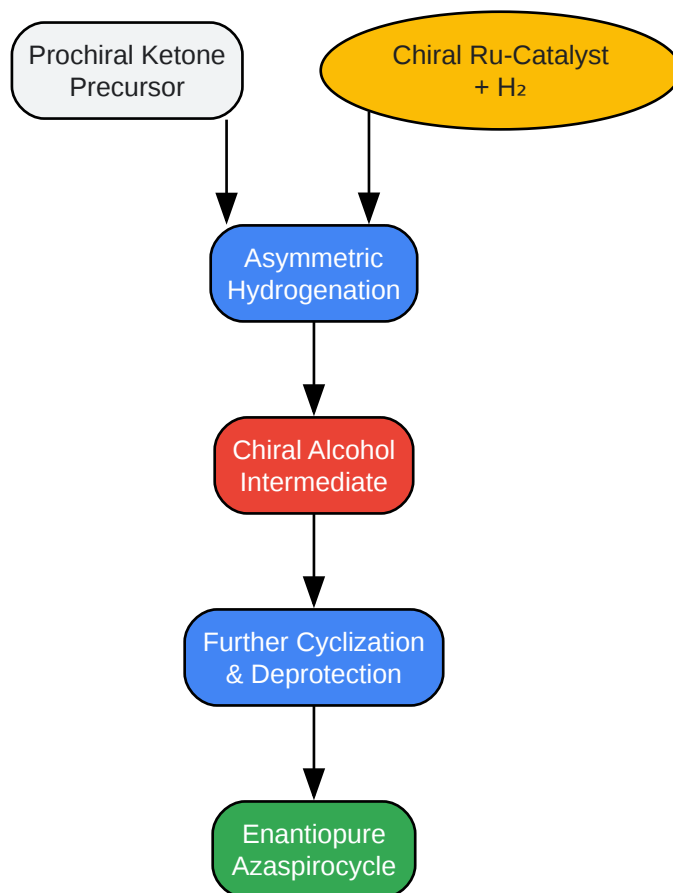 Prochiral Ketone
Precursor
Chiral Ru-Catalyst
+ H₂
Asymmetric
Hydrogenation
Chiral Alcohol
Intermediate
Further Cyclization
& Deprotection
Enantiopure
Azaspirocycle